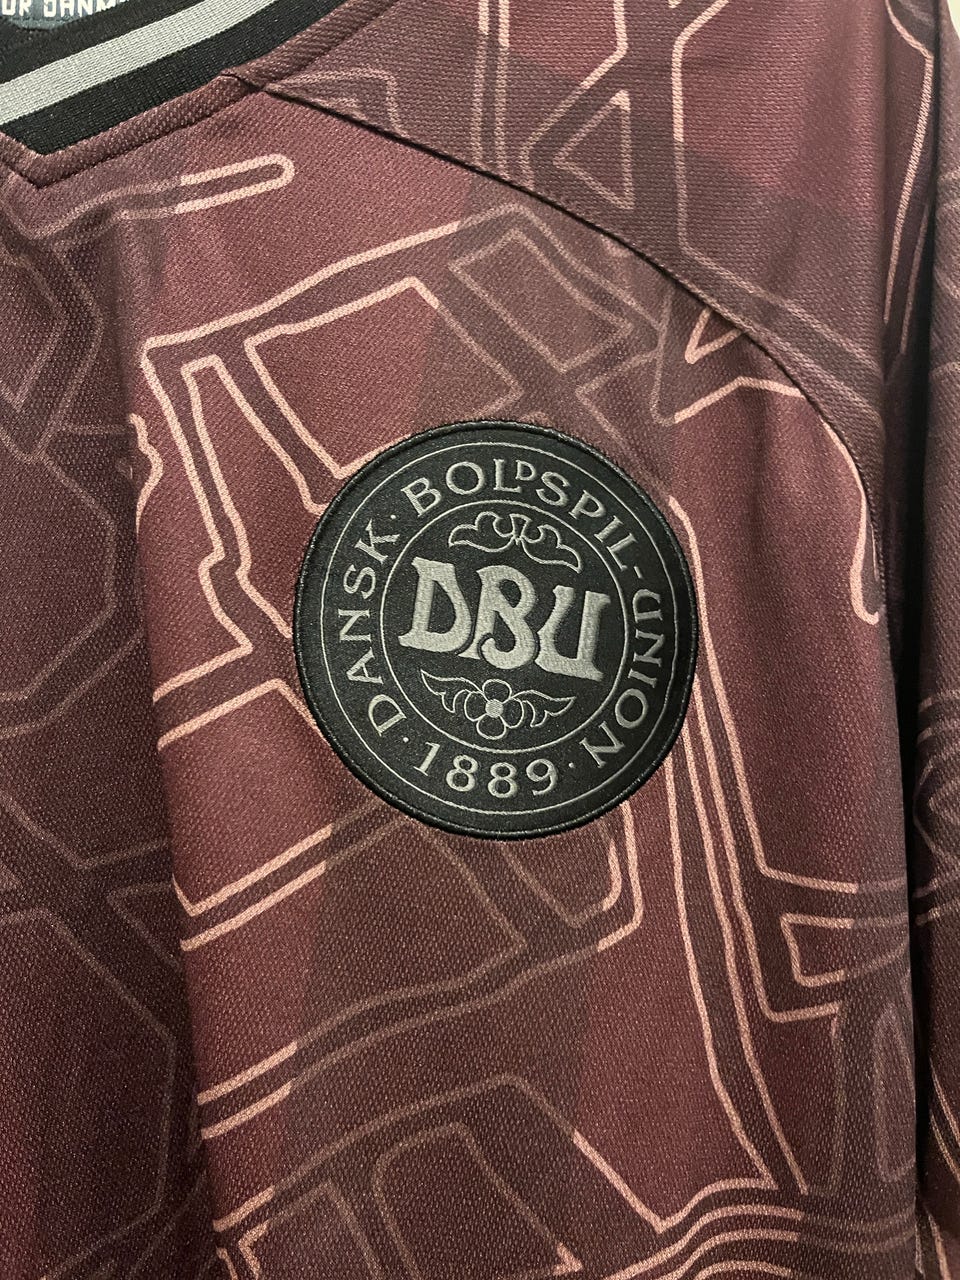 DANSK · BOLDSPIL-UNION · 1889 ·
DBU